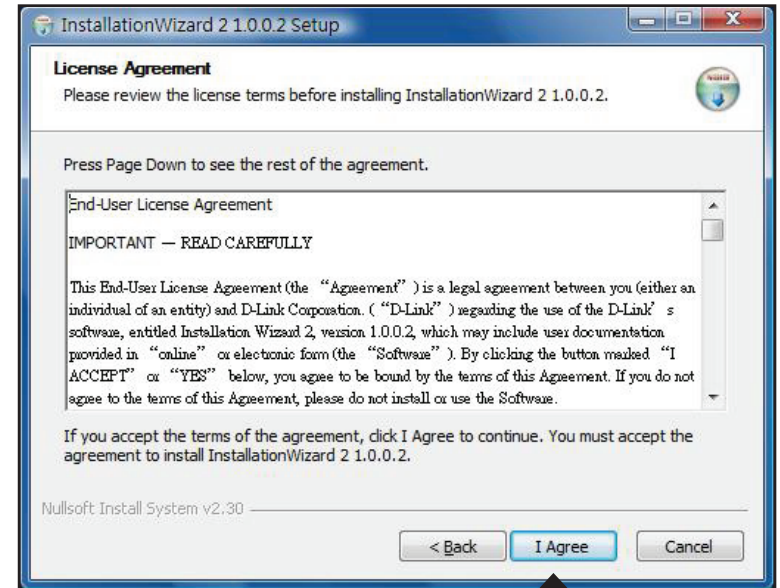 InstallationWizard 2 1.0.0.2 Setup
License Agreement
Please review the license terms before installing InstallationWizard 2 1.0.0.2.
Press Page Down to see the rest of the agreement.
End-User License Agreement
IMPORTANT — READ CAREFULLY
This End-User License Agreement (the “Agreement” ) is a legal agreement between you (either an
individual of an entity) and D-Link Corporation. ( “D-Link” ) regarding the use of the D-Link’ s
software, entitled Installation Wizard 2, version 1.0.0.2, which may include user documentation
provided in “online” or electronic form (the “Software” ). By clicking the button marked “I
ACCEPT” or “YES” below, you agree to be bound by the terms of this Agreement. If you do not
agree to the terms of this Agreement, please do not install or use the Software.
If you accept the terms of the agreement, click I Agree to continue. You must accept the
agreement to install InstallationWizard 2 1.0.0.2.
Nullsoft Install System v2.30
< Back I Agree Cancel